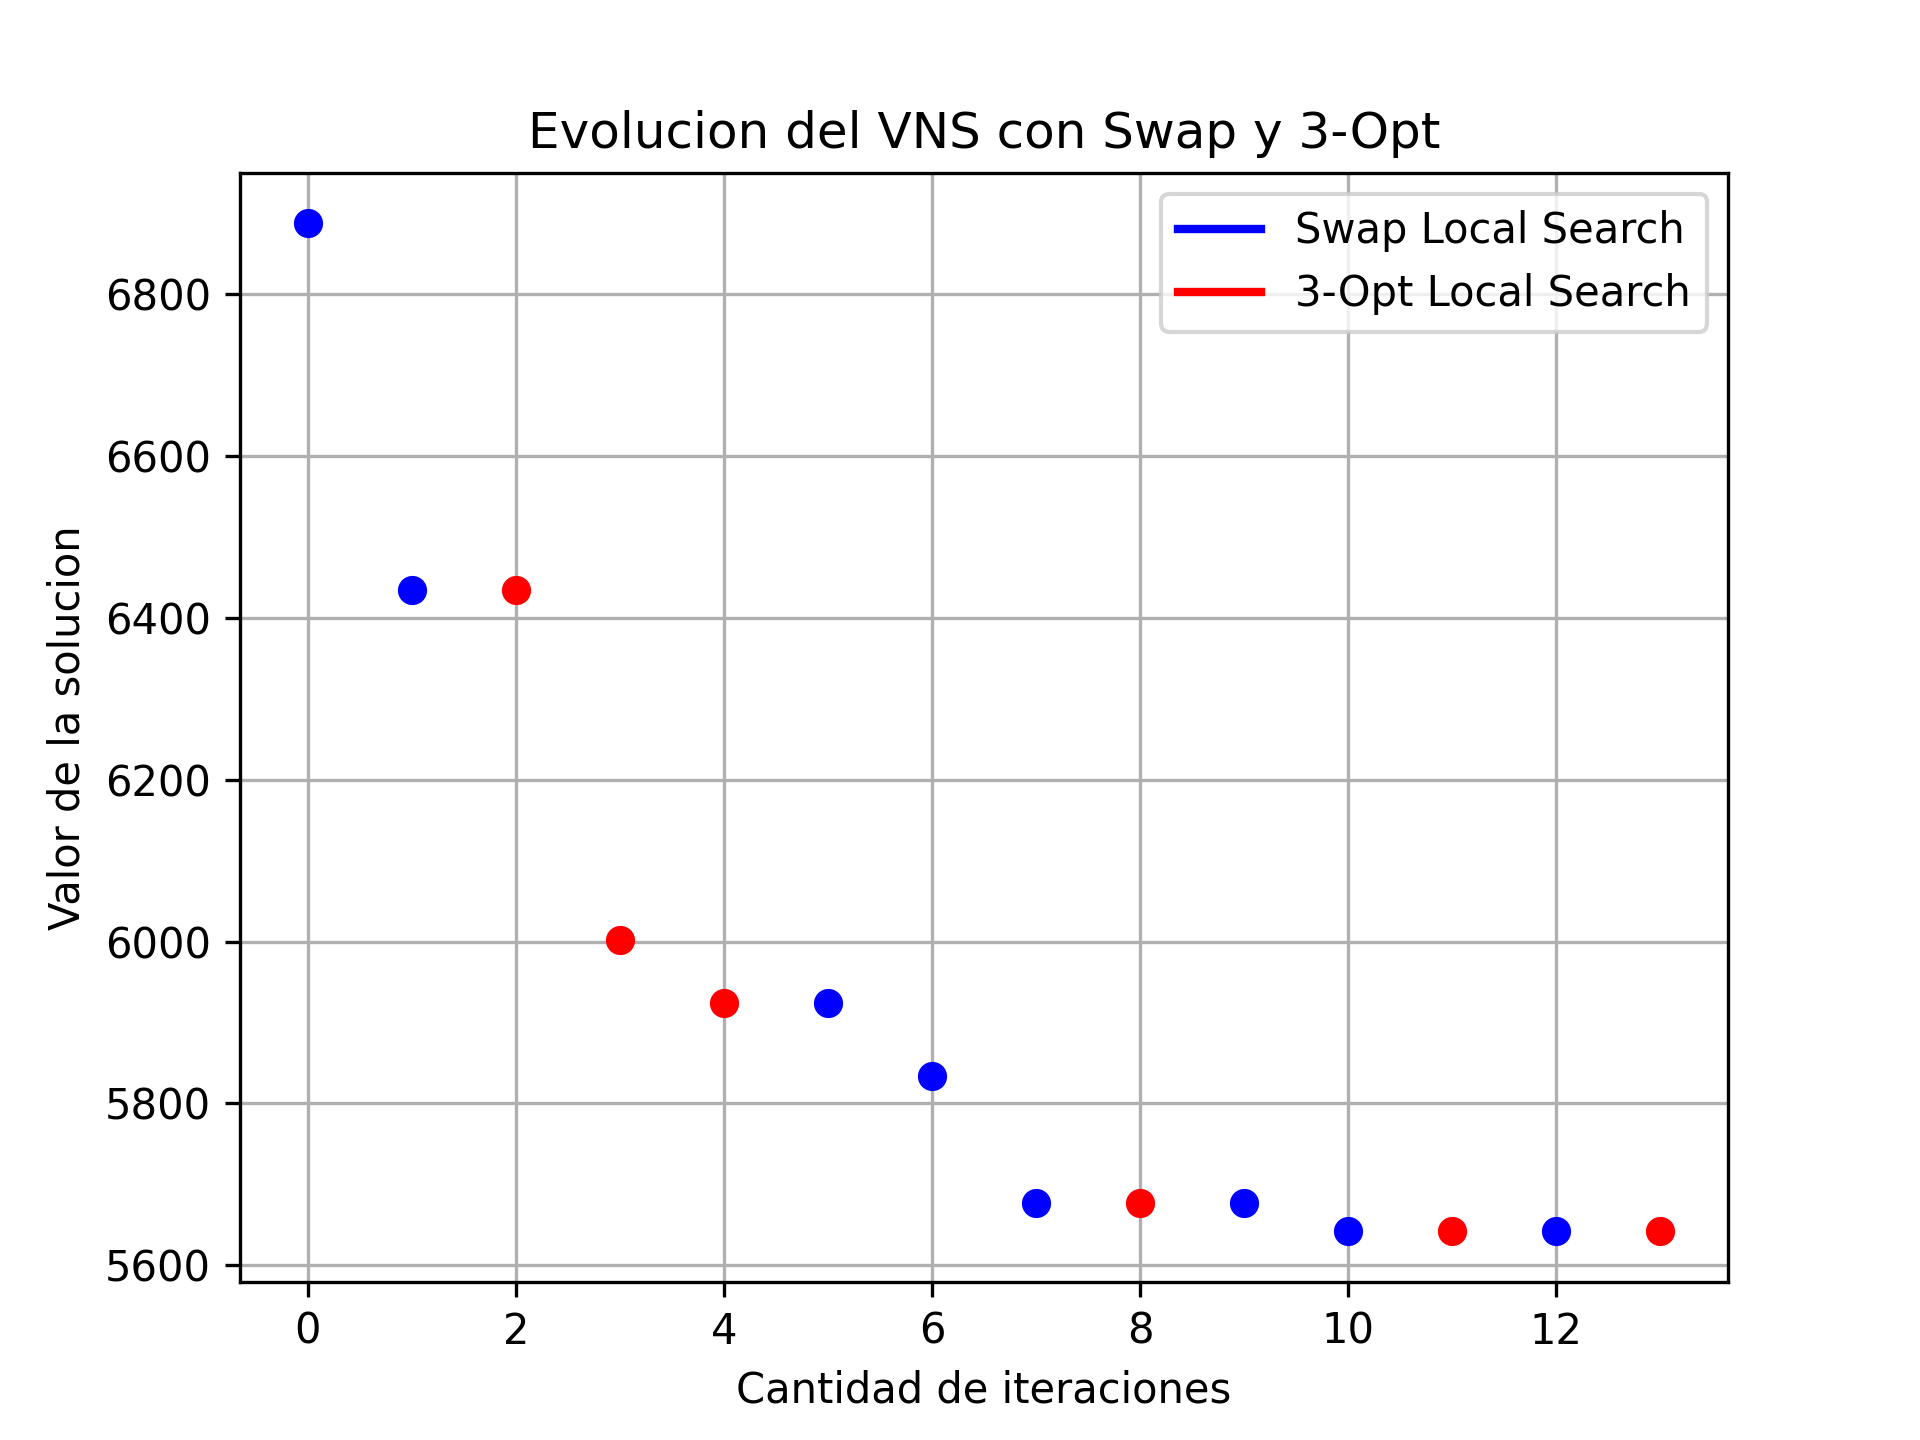 Evolucion del VNS con Swap y 3-Opt
Swap Local Search
3-Opt Local Search
Valor de la solucion
6800
6600
6400
6200
6000
5800
5600
0 2 4 6 8 10 12
Cantidad de iteraciones